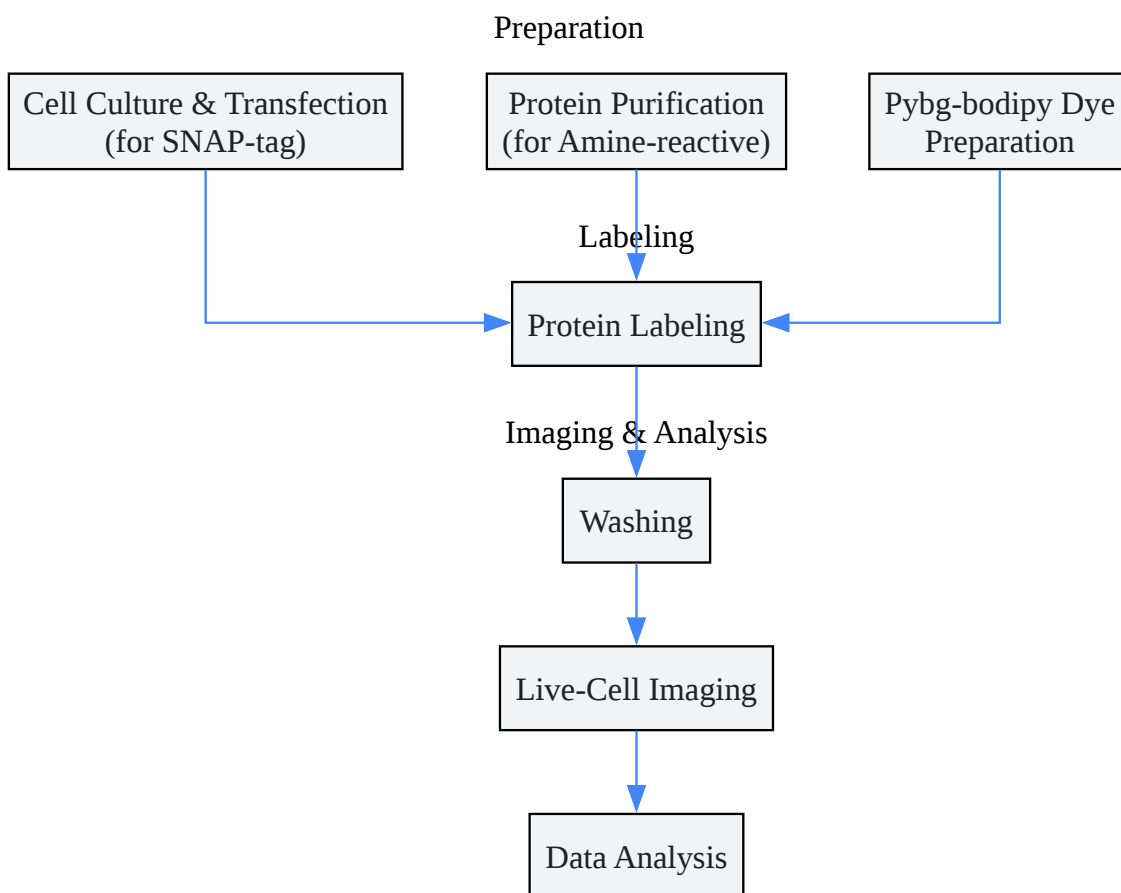 Preparation
Cell Culture & Transfection
(for SNAP-tag)
Protein Purification
(for Amine-reactive)
Pybg-bodipy Dye
Preparation
Labeling
Protein Labeling
Imaging & Analysis
Washing
Live-Cell Imaging
Data Analysis